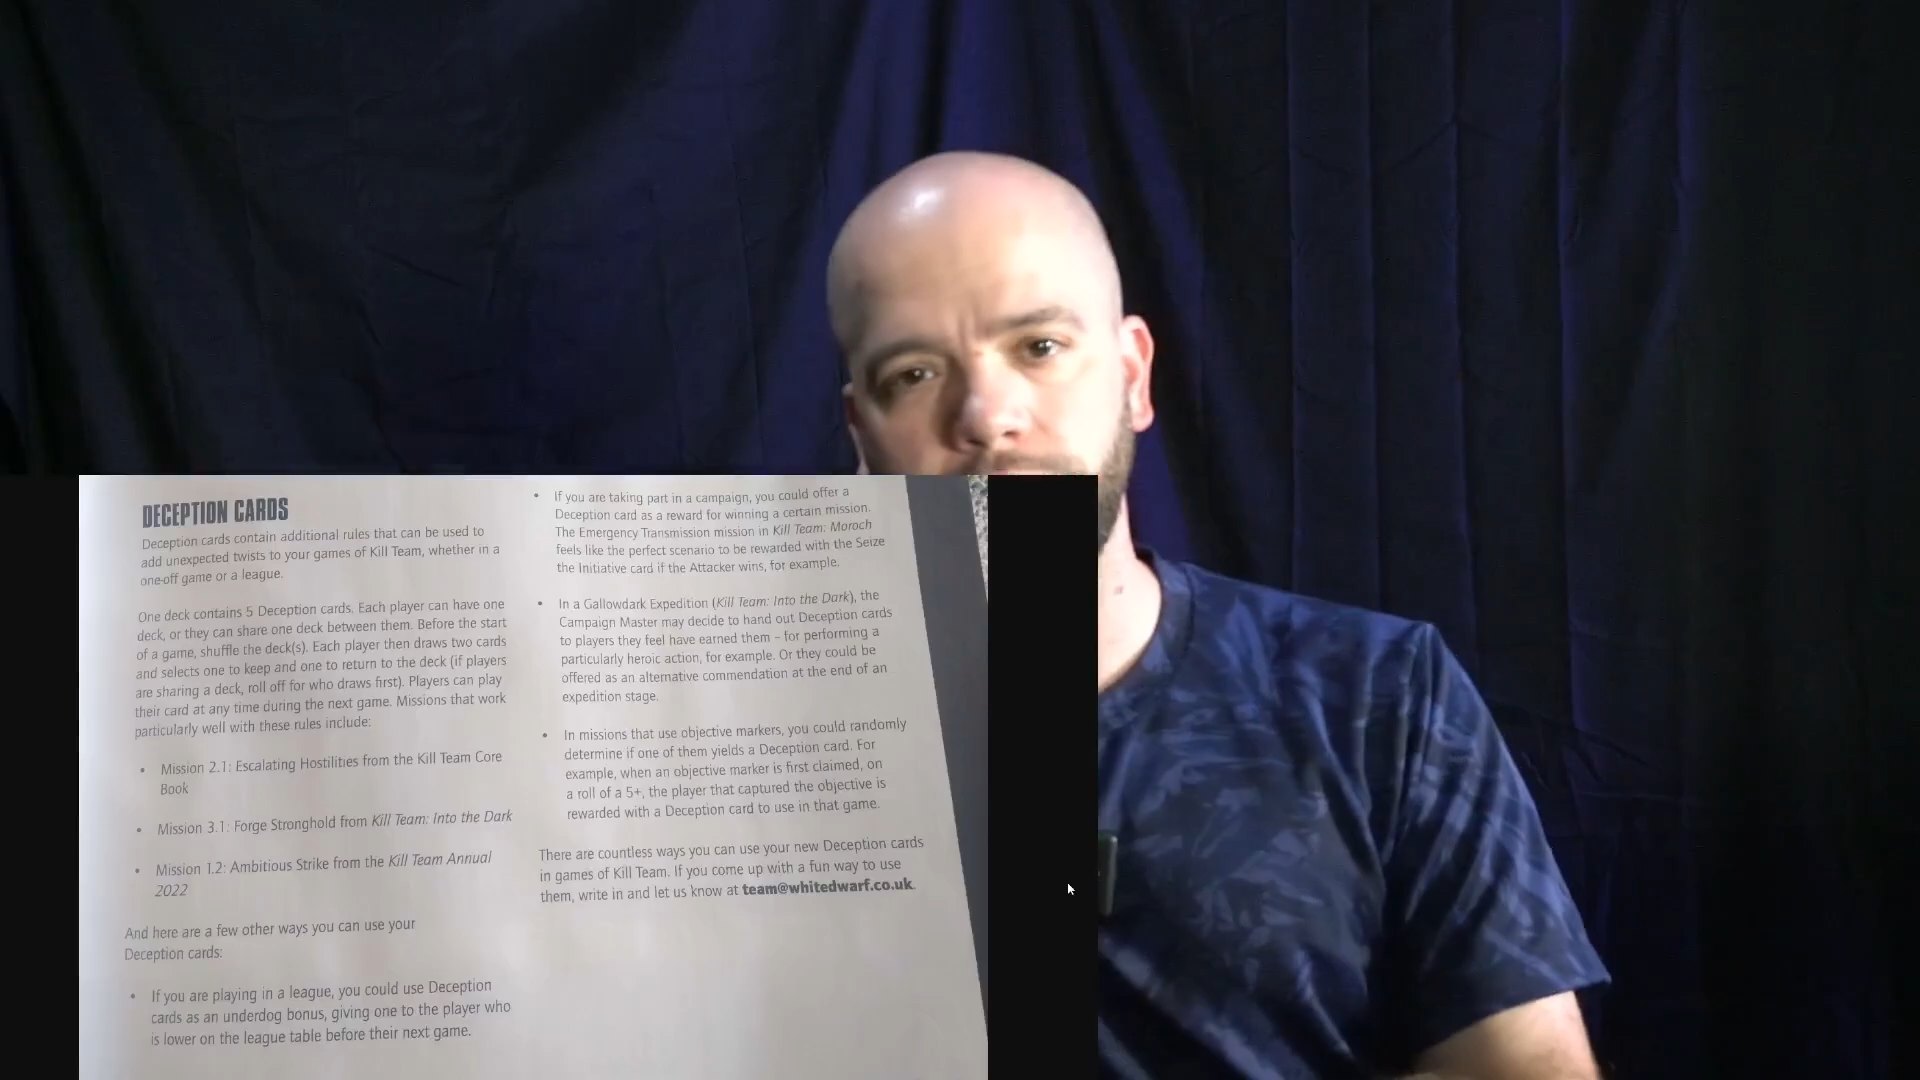 DECEPTION CARDS
Deception cards contain additional rules that can be used to
add unexpected twists to your games of Kill Team, whether in a
one-off game or a league.
One deck contains 5 Deception cards. Each player can have one
deck, or they can share one deck between them. Before the start
of a game, shuffle the deck(s). Each player then draws two cards
and selects one to keep and one to return to the deck (if players
are sharing a deck, roll off for who draws first). Players can play
their card at any time during the next game. Missions that work
particularly well with these rules include:
• Mission 2.1: Escalating Hostilities from the Kill Team Core
Book
• Mission 3.1: Forge Stronghold from Kill Team: Into the Dark
• Mission 1.2: Ambitious Strike from the Kill Team Annual
2022
And here are a few other ways you can use your
Deception cards:
• If you are playing in a league, you could use Deception
cards as an underdog bonus, giving one to the player who
is lower on the league table before their next game.
• If you are taking part in a campaign, you could offer a
Deception card as a reward for winning a certain mission.
The Emergency Transmission mission in Kill Team: Moroch
feels like the perfect scenario to be rewarded with the Seize
the Initiative card if the Attacker wins, for example.
• In a Gallowdark Expedition (Kill Team: Into the Dark), the
Campaign Master may decide to hand out Deception cards
to players they feel have earned them – for performing a
particularly heroic action, for example. Or they could be
offered as an alternative commendation at the end of an
expedition stage.
• In missions that use objective markers, you could randomly
determine if one of them yields a Deception card. For
example, when an objective marker is first claimed, on
a roll of a 5+, the player that captured the objective is
rewarded with a Deception card to use in that game.
There are countless ways you can use your new Deception cards
in games of Kill Team. If you come up with a fun way to use
them, write in and let us know at team@whitedwarf.co.uk.